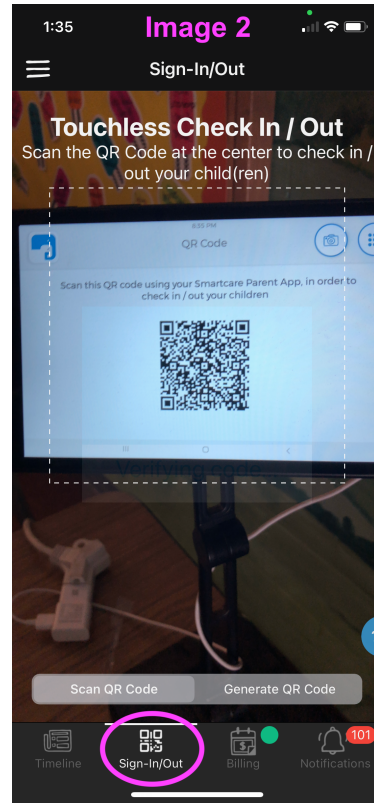 1:35
Image 2
Sign-In/Out
Touchless Check In / Out
Scan the QR Code at the center to check in /
out your child(ren)
QR Code
Scan this QR code using your Smartcare Parent App, in order to
check in / out your children
Verifying code
Scan QR Code
Generate QR Code
Timeline
Sign-In/Out
Billing
Notifications
101